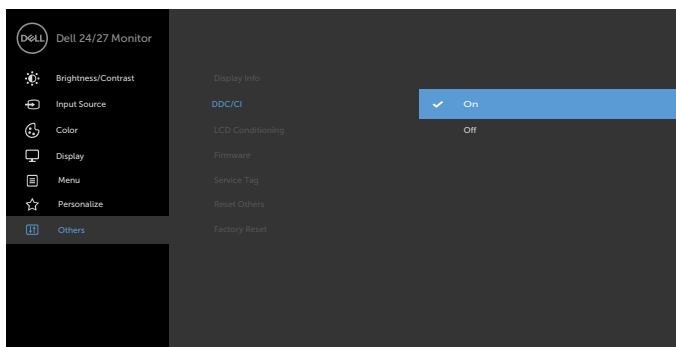 DELL
Dell 24/27 Monitor
Brightness/Contrast
Input Source
Color
Display
Menu
Personalize
Others
Display Info
DDC/CI
LCD Conditioning
Firmware
Service Tag
Reset Others
Factory Reset
On
Off